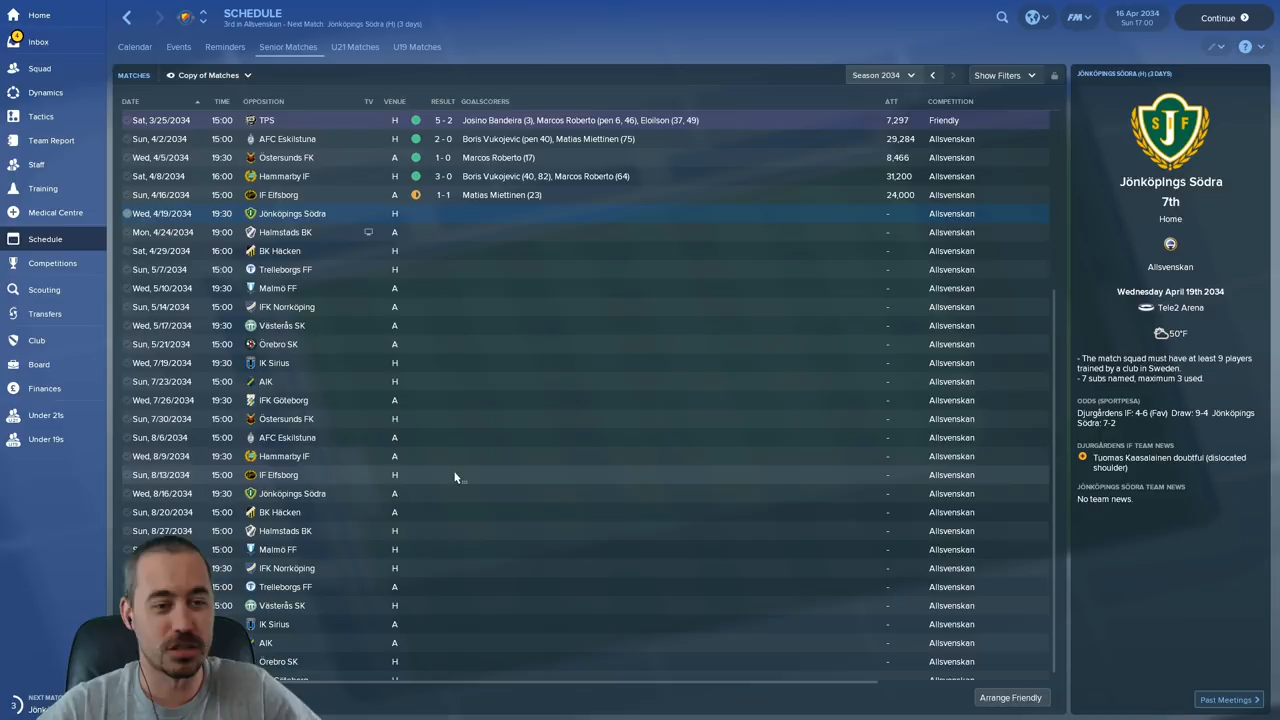 Home
4
Inbox
Squad
Dynamics
Tactics
Team Report
Staff
Training
Medical Centre
Schedule
Competitions
Scouting
Transfers
Club
Board
Finances
Under 21s
Under 19s
SCHEDULE
3rd in Allsvenskan - Next Match: Jönköpings Södra (H) (3 days)
FM
16 Apr 2034
Sun 17:00
Continue
Calendar Events Reminders Senior Matches U21 Matches U19 Matches
MATCHES Copy of Matches Season 2034 Show Filters
DATE TIME OPPOSITION TV VENUE RESULT GOALSCORERS ATT COMPETITION
Sat, 3/25/2034 15:00 TPS H 5 - 2 Josino Bandeira (3), Marcos Roberto (pen 6, 46), Eloilson (37, 49) 7,297 Friendly
Sun, 4/2/2034 15:00 AFC Eskilstuna H 2 - 0 Boris Vukojevic (pen 40), Matias Miettinen (75) 29,284 Allsvenskan
Wed, 4/5/2034 19:30 Östersunds FK A 1 - 0 Marcos Roberto (17) 8,466 Allsvenskan
Sat, 4/8/2034 16:00 Hammarby IF H 3 - 0 Boris Vukojevic (40, 82), Marcos Roberto (64) 31,200 Allsvenskan
Sun, 4/16/2034 15:00 IF Elfsborg A 1 - 1 Matias Miettinen (23) 24,000 Allsvenskan
Wed, 4/19/2034 19:30 Jönköpings Södra H - Allsvenskan
Mon, 4/24/2034 19:00 Halmstads BK A - Allsvenskan
Sat, 4/29/2034 16:00 BK Häcken H - Allsvenskan
Sun, 5/7/2034 15:00 Trelleborgs FF H - Allsvenskan
Wed, 5/10/2034 19:30 Malmö FF A - Allsvenskan
Sun, 5/14/2034 15:00 IFK Norrköping A - Allsvenskan
Wed, 5/17/2034 19:30 Västerås SK A - Allsvenskan
Sun, 5/21/2034 15:00 Örebro SK A - Allsvenskan
Wed, 7/19/2034 19:30 IK Sirius H - Allsvenskan
Sun, 7/23/2034 15:00 AIK H - Allsvenskan
Wed, 7/26/2034 19:30 IFK Göteborg A - Allsvenskan
Sun, 7/30/2034 15:00 Östersunds FK H - Allsvenskan
Sun, 8/6/2034 15:00 AFC Eskilstuna A - Allsvenskan
Wed, 8/9/2034 19:30 Hammarby IF A - Allsvenskan
Sun, 8/13/2034 15:00 IF Elfsborg H - Allsvenskan
Wed, 8/16/2034 19:30 Jönköpings Södra A - Allsvenskan
Sun, 8/20/2034 15:00 BK Häcken A - Allsvenskan
Sun, 8/27/2034 15:00 Halmstads BK H - Allsvenskan
15:00 Malmö FF H - Allsvenskan
19:30 IFK Norrköping H - Allsvenskan
15:00 Trelleborgs FF A - Allsvenskan
5:00 Västerås SK H - Allsvenskan
IK Sirius A - Allsvenskan
AIK A - Allsvenskan
Örebro SK H - Allsvenskan
Arrange Friendly
JÖNKÖPINGS SÖDRA (H) (3 DAYS)
J
S IF
Jönköpings Södra
7th
Home
Allsvenskan
Wednesday April 19th 2034
Tele2 Arena
50°F
- The match squad must have at least 9 players
trained by a club in Sweden.
- 7 subs named, maximum 3 used.
ODDS (SPORTPESA)
Djurgårdens IF: 4-6 (Fav) Draw: 9-4 Jönköpings
Södra: 7-2
DJURGÅRDENS IF TEAM NEWS
Tuomas Kaasalainen doubtful (dislocated
shoulder)
JÖNKÖPINGS SÖDRA TEAM NEWS
No team news.
Past Meetings
3
NEXT MATCH
Jönk